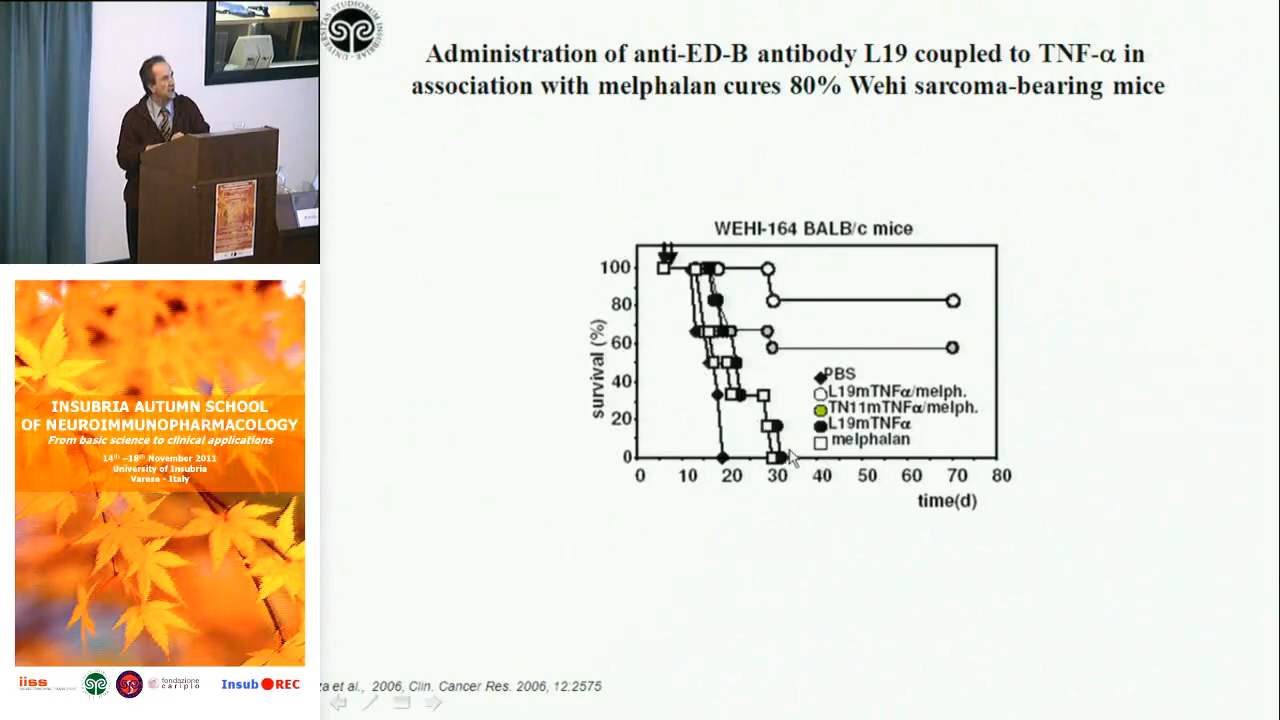 UNIVERSITAS STUDIORUM INSUBRIAE
Administration of anti-ED-B antibody L19 coupled to TNF-α in
association with melphalan cures 80% Wehi sarcoma-bearing mice
WEHI-164 BALB/c mice
survival (%)
100
80
60
40
20
0
PBS
L19mTNFα/melph.
TN11mTNFα/melph.
L19mTNFα
melphalan
0 10 20 30 40 50 60 70 80
time(d)
INSUBRIA AUTUMN SCHOOL
OF NEUROIMMUNOPHARMACOLOGY
From basic science to clinical applications
14th –18th November 2011
University of Insubria
Varese - Italy
iiss
fondazione
cariplo
Insub REC
za et al., 2006, Clin. Cancer Res. 2006, 12:2575